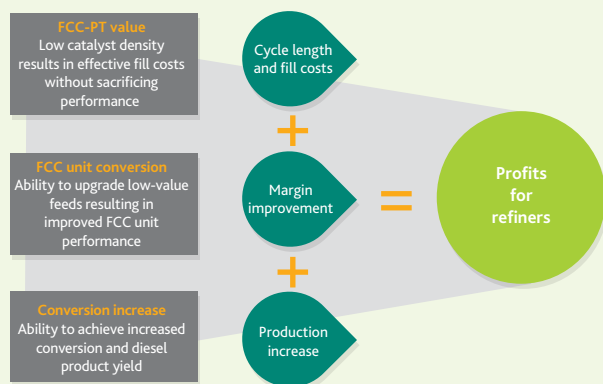 FCC-PT value
Low catalyst density
results in effective fill costs
without sacrificing
performance
Cycle length
and fill costs
+
FCC unit conversion
Ability to upgrade low-value
feeds resulting in
improved FCC unit
performance
Margin
improvement
=
Profits
for
refiners
+
Conversion increase
Ability to achieve increased
conversion and diesel
product yield
Production
increase